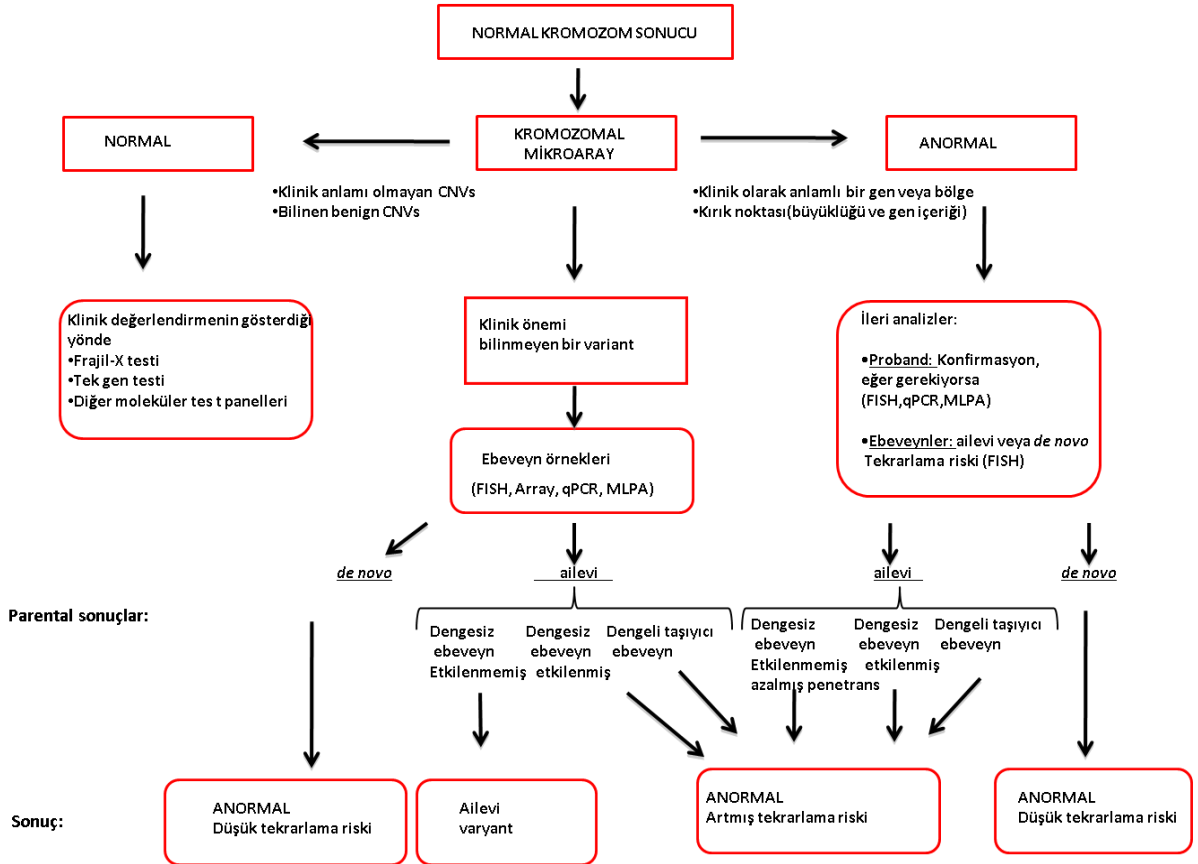 NORMAL KROMOZOM SONUCU
NORMAL
KROMOZOMAL
MİKROARAY
ANORMAL
•Klinik anlamı olmayan CNVs
•Bilinen benign CNVs
•Klinik olarak anlamlı bir gen veya bölge
•Kırık noktası(büyüklüğü ve gen içeriği)
Klinik değerlendirmenin gösterdiği
yönde
•Frajil-X testi
•Tek gen testi
•Diğer moleküler tes t panelleri
Klinik önemi
bilinmeyen bir variant
İleri analizler:
•Proband: Konfirmasyon,
eğer gerekiyorsa
(FISH,qPCR,MLPA)
•Ebeveynler: ailevi veya de novo
Tekrarlama riski (FISH)
Ebeveyn örnekleri
(FISH, Array, qPCR, MLPA)
de novo
ailevi
ailevi
de novo
Parental sonuçlar:
Dengesiz
ebeveyn
Etkilenmemiş
Dengesiz
ebeveyn
etkilenmiş
Dengeli taşıyıcı
ebeveyn
Dengesiz
ebeveyn
Etkilenmemiş
azalmış penetrans
Dengesiz
ebeveyn
etkilenmiş
Dengeli taşıyıcı
ebeveyn
Sonuç:
ANORMAL
Düşük tekrarlama riski
Ailevi
varyant
ANORMAL
Artmış tekrarlama riski
ANORMAL
Düşük tekrarlama riski